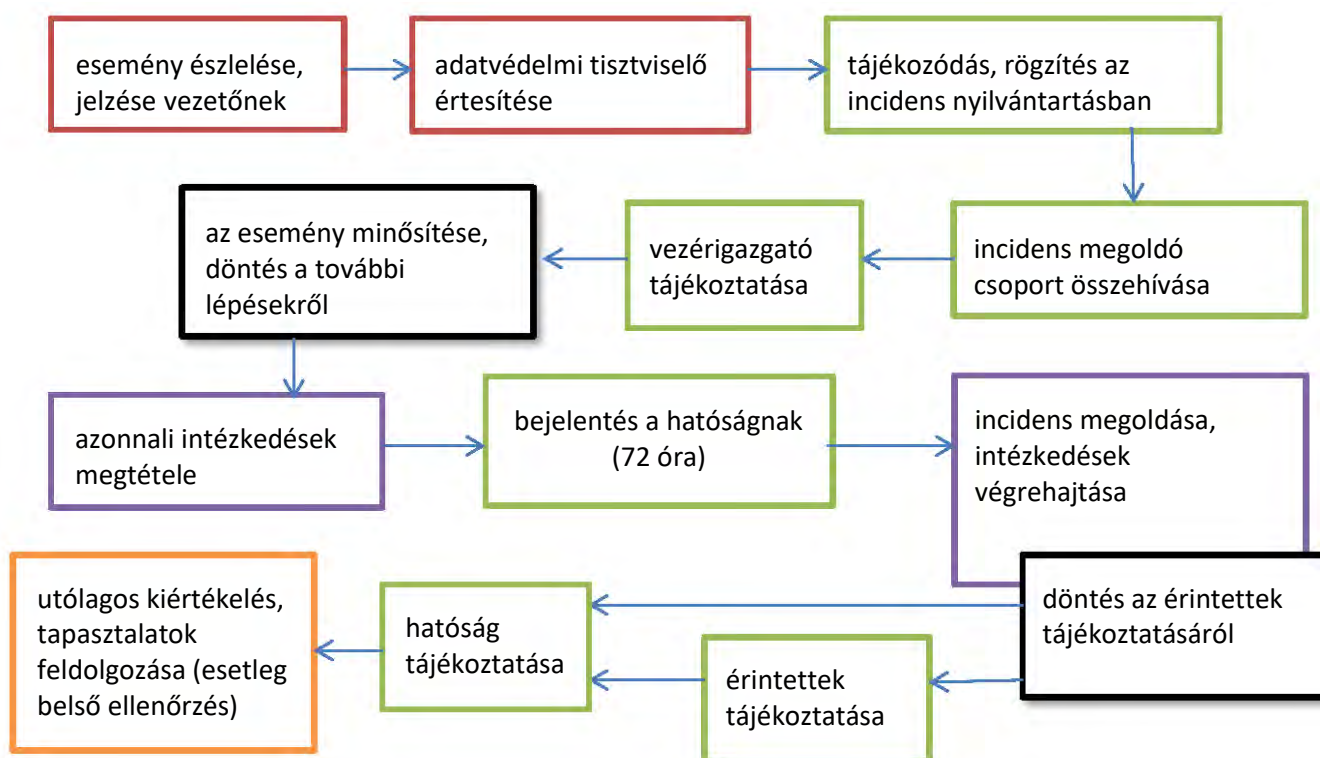 esemény észlelése,
jelzése vezetőnek
adatvédelmi tisztviselő
értesítése
tájékozódás, rögzítés az
incidens nyilvántartásban
incidens megoldó
csoport összehívása
vezérigazgató
tájékoztatása
az esemény minősítése,
döntés a további
lépésekről
azonnali intézkedések
megtétele
bejelentés a hatóságnak
(72 óra)
incidens megoldása,
intézkedések
végrehajtása
döntés az érintettek
tájékoztatásáról
érintettek
tájékoztatása
hatóság
tájékoztatása
utólagos kiértékelés,
tapasztalatok
feldolgozása (esetleg
belső ellenőrzés)